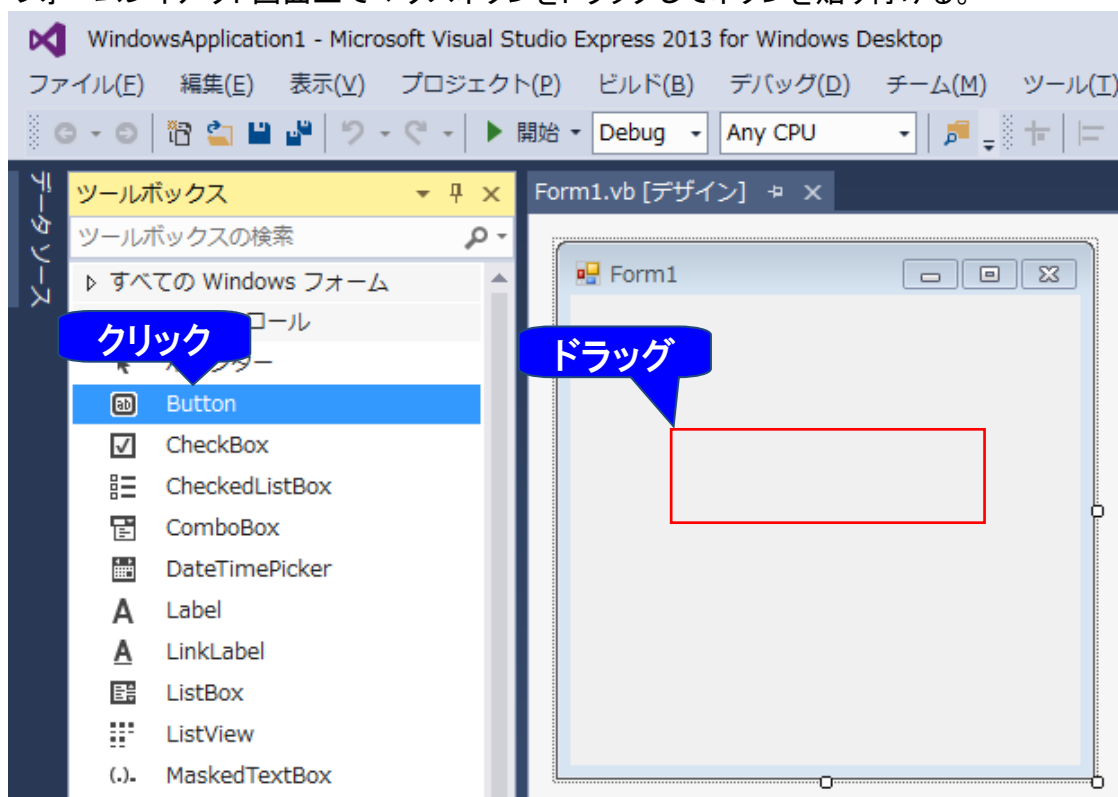 WindowsApplication1 - Microsoft Visual Studio Express 2013 for Windows Desktop
ファイル(F) 編集(E) 表示(V) プロジェクト(P) ビルド(B) デバッグ(D) チーム(M) ツール(T)
開始 Debug Any CPU
データソース
ツールボックス
ツールボックスの検索
すべての Windows フォーム
ロール
クリック
Button
CheckBox
CheckedListBox
ComboBox
DateTimePicker
Label
LinkLabel
ListBox
ListView
MaskedTextBox
Form1.vb [デザイン]
Form1
ドラッグ